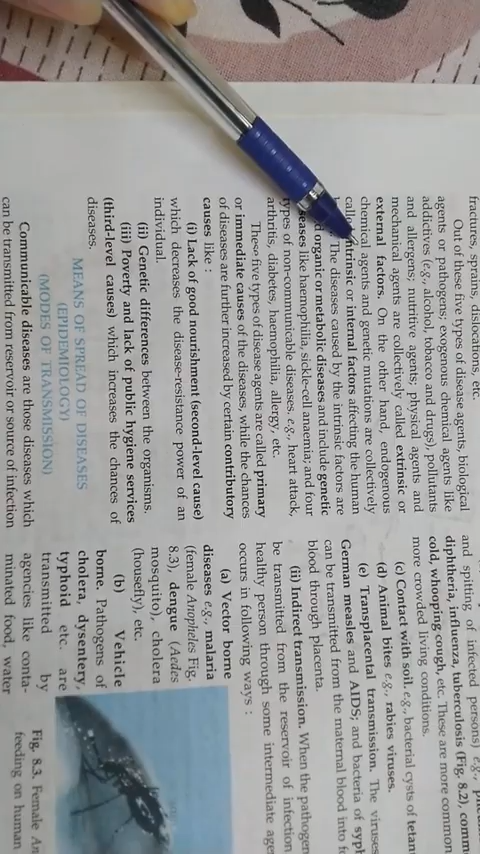 fractures, sprains, dislocations, etc.
Out of these five types of disease agents, biological
agents or pathogens; exogenous chemical agents like
addictives (e.g., alcohol, tobacco and drugs), pollutants
and allergens; nutritive agents; physical agents and
mechanical agents are collectively called extrinsic or
external factors. On the other hand, endogenous
chemical agents and genetic mutations are collectively
called intrinsic or internal factors affecting the human
The diseases caused by the intrinsic factors are
organic or metabolic diseases and include genetic
diseases like haemophilia, sickle-cell anaemia; and four
types of non-communicable diseases. e.g., heart attack,
arthritis, diabetes, haemophilia, allergy, etc.
These five types of disease agents are called primary
or immediate causes of the diseases, while the chances
of diseases are further increased by certain contributory
causes like :
(i) Lack of good nourishment (second-level cause)
which decreases the disease-resistance power of an
individual.
(ii) Genetic differences between the organisms.
(iii) Poverty and lack of public hygiene services
(third-level causes) which increases the chances of
diseases.
MEANS OF SPREAD OF DISEASES
(EPIDEMIOLOGY)
(MODES OF TRANSMISSION)
Communicable diseases are those diseases which
can be transmitted from reservoir or source of infection
and spitting of infected persons) e.g.,
diphtheria, influenza, tuberculosis (Fig. 8.2),
cold, whooping cough, etc. These are more common
more crowded living conditions.
(c) Contact with soil. e.g., bacterial cysts of
(d) Animal bites e.g., rabies viruses.
(e) Transplacental transmission. The viruses
German measles and AIDS; and bacteria of
can be transmitted from the maternal blood into
blood through placenta.
(ii) Indirect transmission. When the pathogen
be transmitted from the reservoir of infection
healthy person through some intermediate
occurs in following ways :
(a) Vector borne
diseases e.g., malaria
(female Anopheles Fig.
8.3), dengue (Aedes
mosquito), cholera
(housefly), etc.
(b) Vehicle
borne. Pathogens of
cholera, dysentery,
typhoid etc. are
transmitted by
agencies like conta-
minated food, water
Fig. 8.3. Female
feeding on human